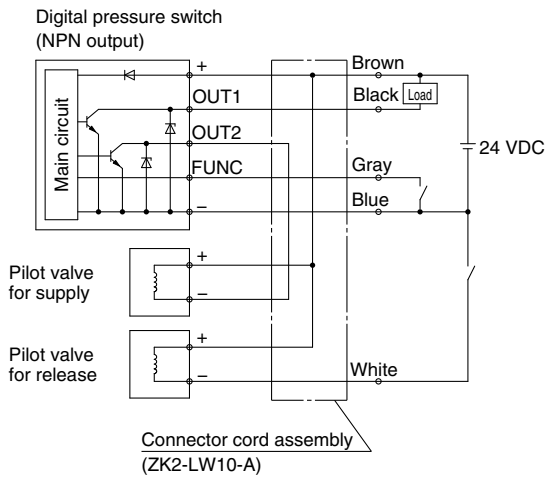 Digital pressure switch
(NPN output)
Main circuit
+
OUT1
OUT2
FUNC
−
Brown
Black
Load
Gray
Blue
24 VDC
Pilot valve
for supply
+
−
Pilot valve
for release
+
−
White
Connector cord assembly
(ZK2-LW10-A)